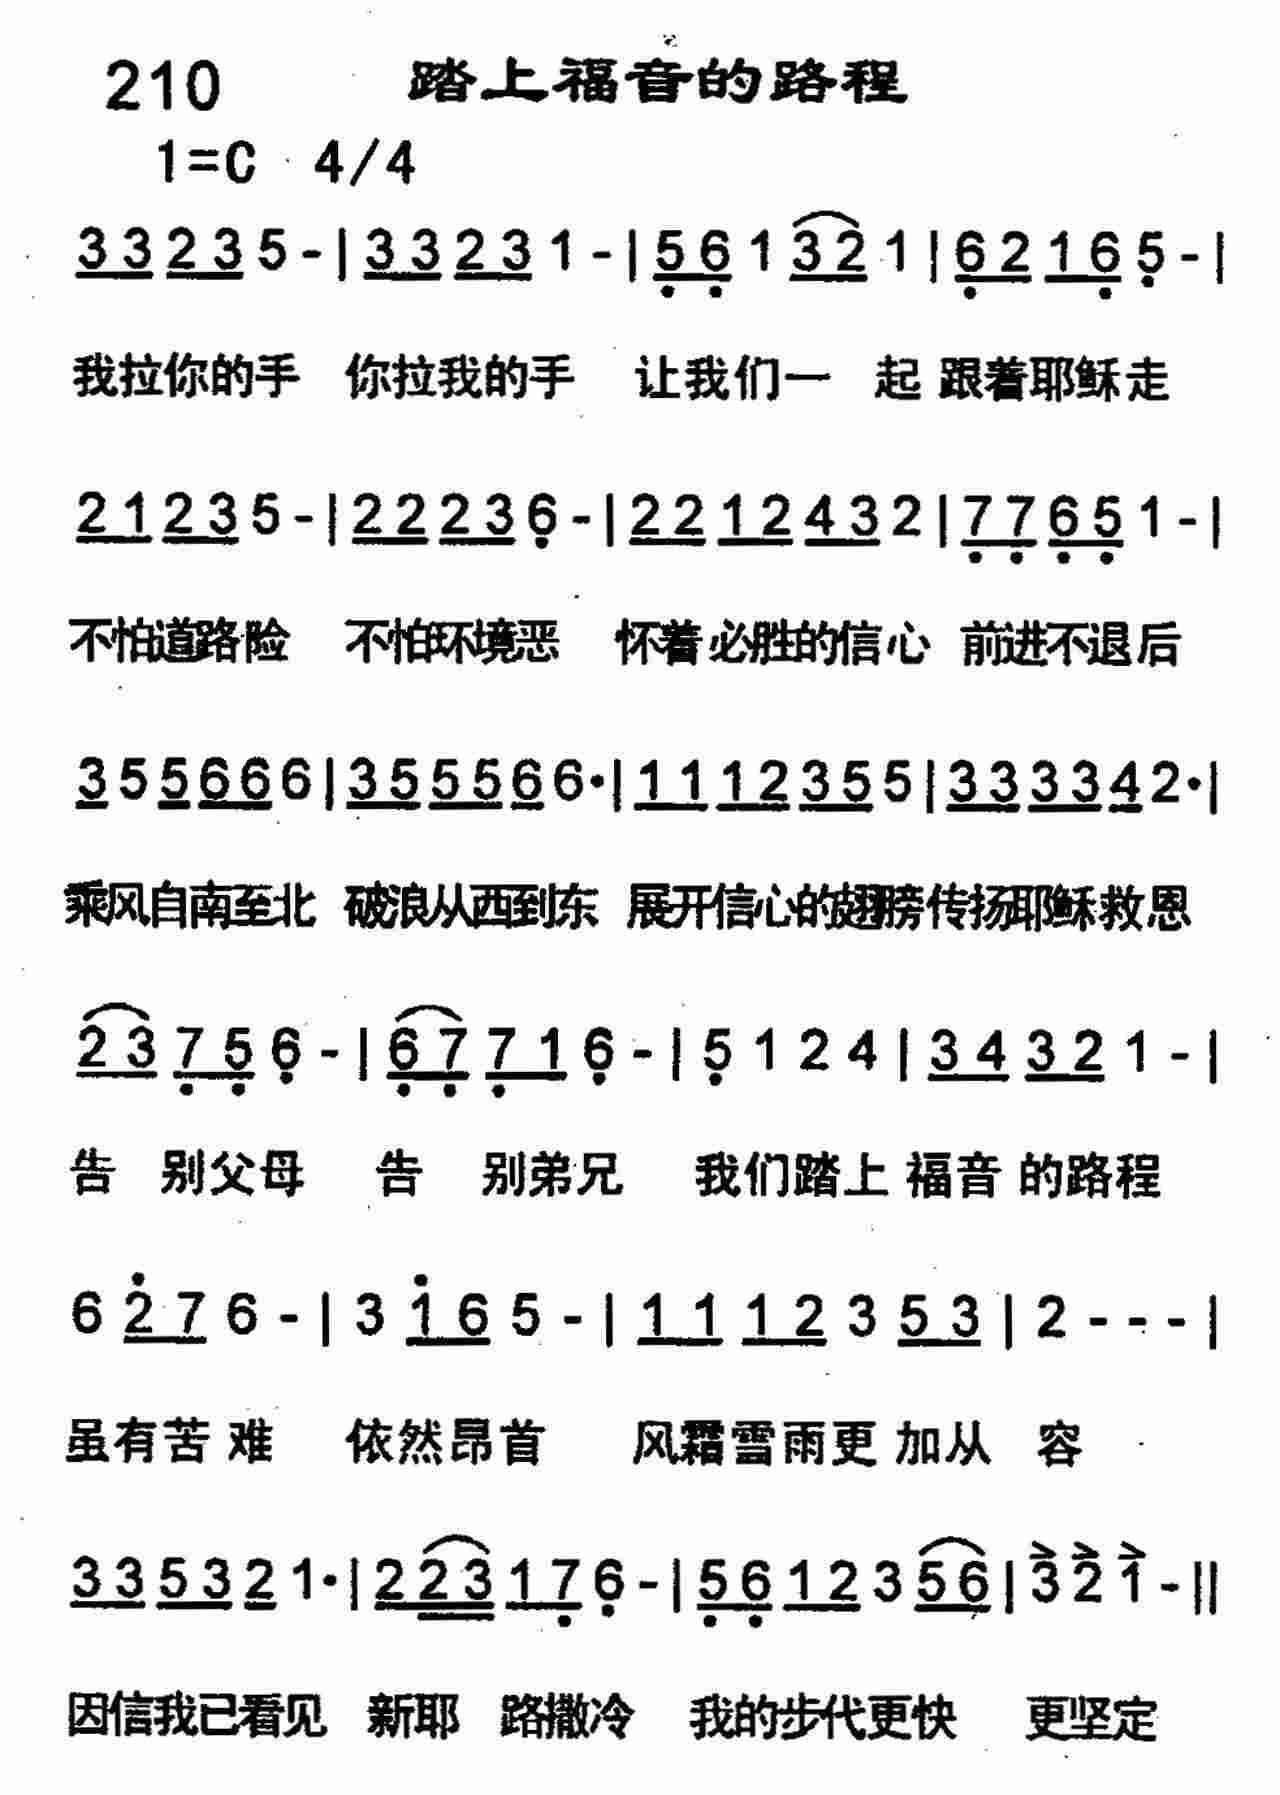 210 踏上福音的路程
1=C 4/4
3 3 2 3 5 - | 3 3 2 3 1 - | 5 6 1 3 2 1 | 6 2 1 6 5 - |
我拉你的手 你拉我的手 让我们一 起 跟着耶稣走
2 1 2 3 5 - | 2 2 2 3 6 - | 2 2 1 2 4 3 2 | 7 7 6 5 1 - |
不怕道路险 不怕环境恶 怀着必胜的信心 前进不退后
3 5 5 6 6 6 | 3 5 5 5 6 6· | 1 1 1 2 3 5 5 | 3 3 3 3 4 2· |
乘风自南至北 破浪从西到东 展开信心的翅膀传扬耶稣救恩
2 3 7 5 6 - | 6 7 7 1 6 - | 5 1 2 4 | 3 4 3 2 1 - |
告 别父母 告 别弟兄 我们踏上福音的路程
6 2 7 6 - | 3 1 6 5 - | 1 1 1 2 3 5 3 | 2 - - - |
虽有苦难 依然昂首 风霜雪雨更加从 容
3 3 5 3 2 1· | 2 2 3 1 7 6 - | 5 6 1 2 3 5 6 | 3 2 1 - ||
因信我已看见 新耶 路撒冷 我的步代更快 更坚定